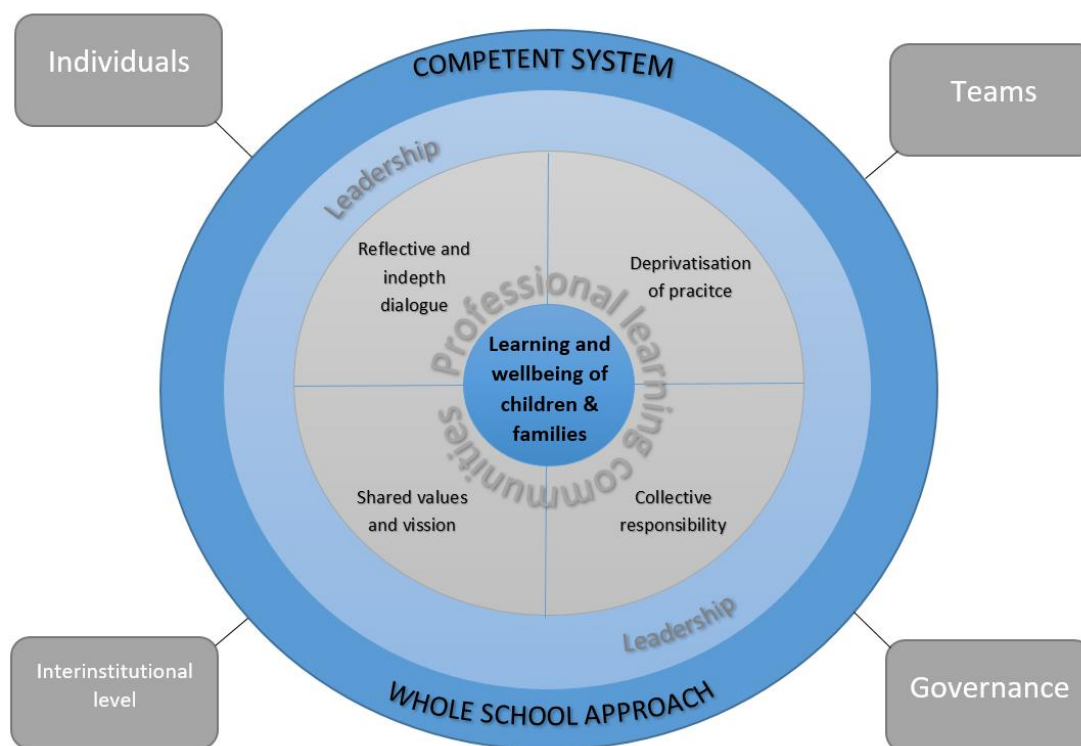 Individuals
Teams
COMPETENT SYSTEM
Leadership
Reflective and
indepth
dialogue
Deprivatisation
of pracitce
Professional learning communities
Learning and
wellbeing of
children &
families
Shared values
and vission
Collective
responsibility
Leadership
WHOLE SCHOOL APPROACH
Interinstitutional
level
Governance